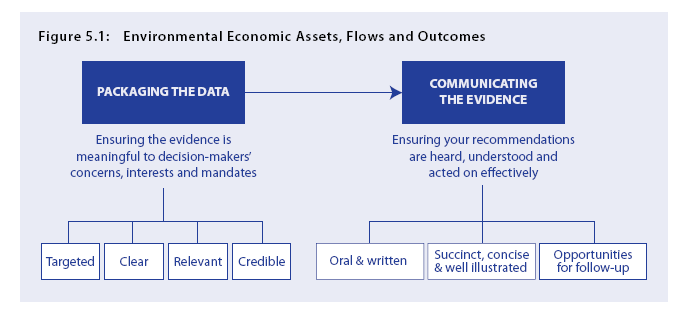 Figure 5.1: Environmental Economic Assets, Flows and Outcomes
PACKAGING THE DATA
COMMUNICATING
THE EVIDENCE
Ensuring the evidence is
meaningful to decision-makers’
concerns, interests and mandates
Ensuring your recommendations
are heard, understood and
acted on effectively
Targeted
Clear
Relevant
Credible
Oral & written
Succinct, concise
& well illustrated
Opportunities
for follow-up